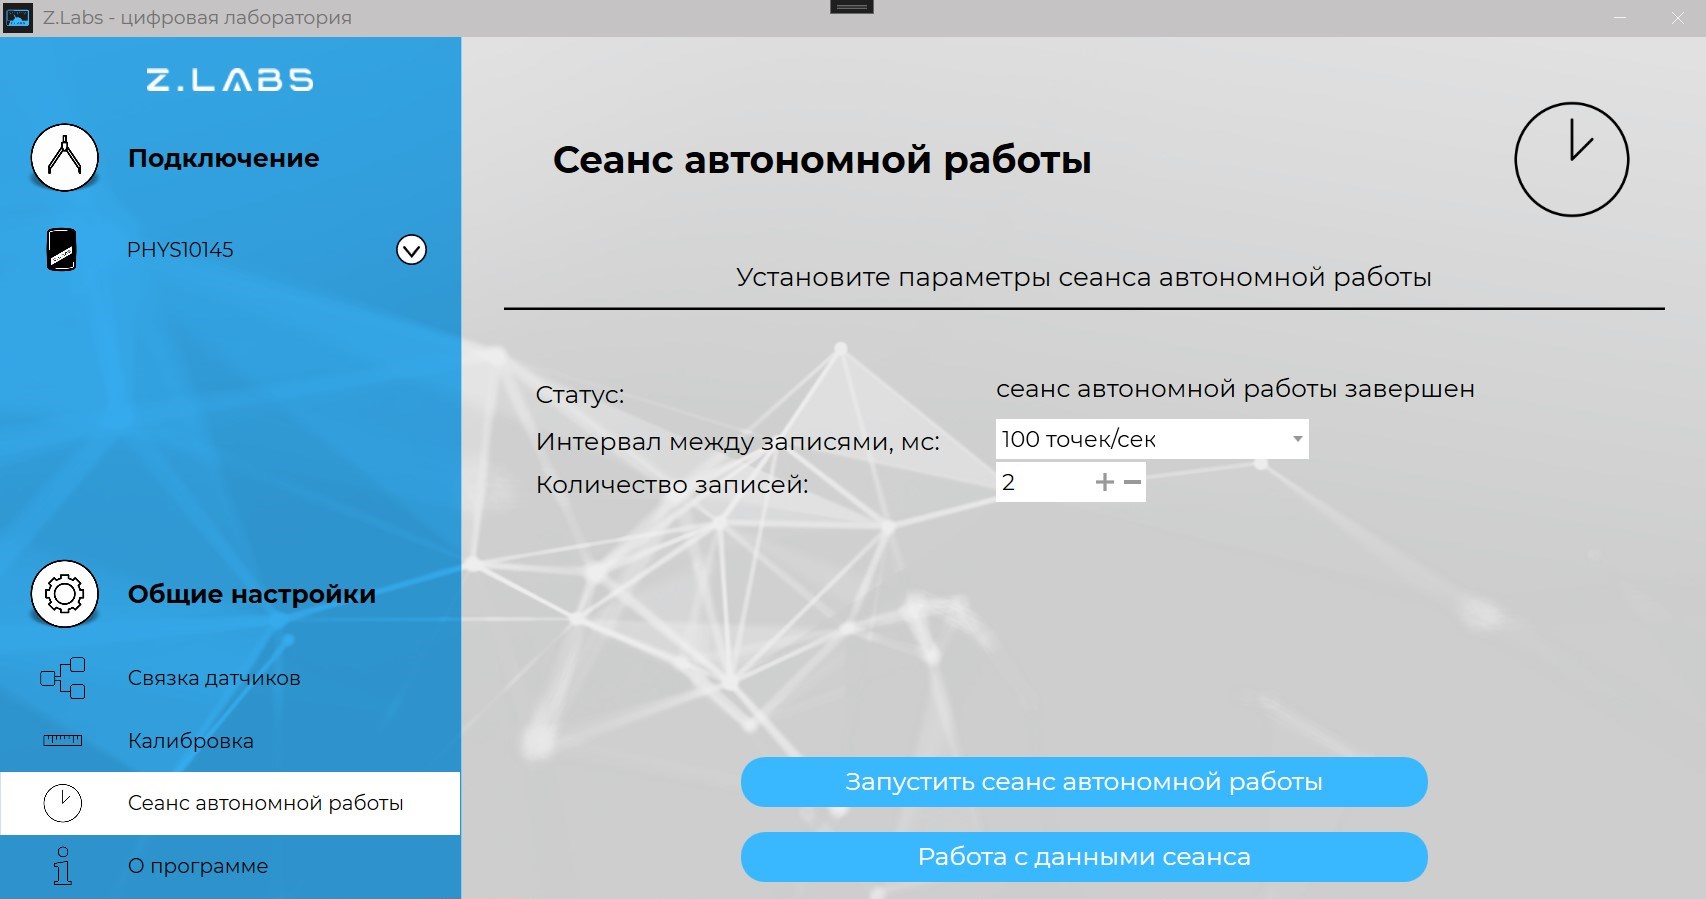 Z.Labs - цифровая лаборатория
Z.LABS
Подключение
PHYS10145
Общие настройки
Связка датчиков
Калибровка
Сеанс автономной работы
О программе
Сеанс автономной работы
Установите параметры сеанса автономной работы
Статус: сеанс автономной работы завершен
Интервал между записями, мс: 100 точек/сек
Количество записей: 2
Запустить сеанс автономной работы
Работа с данными сеанса